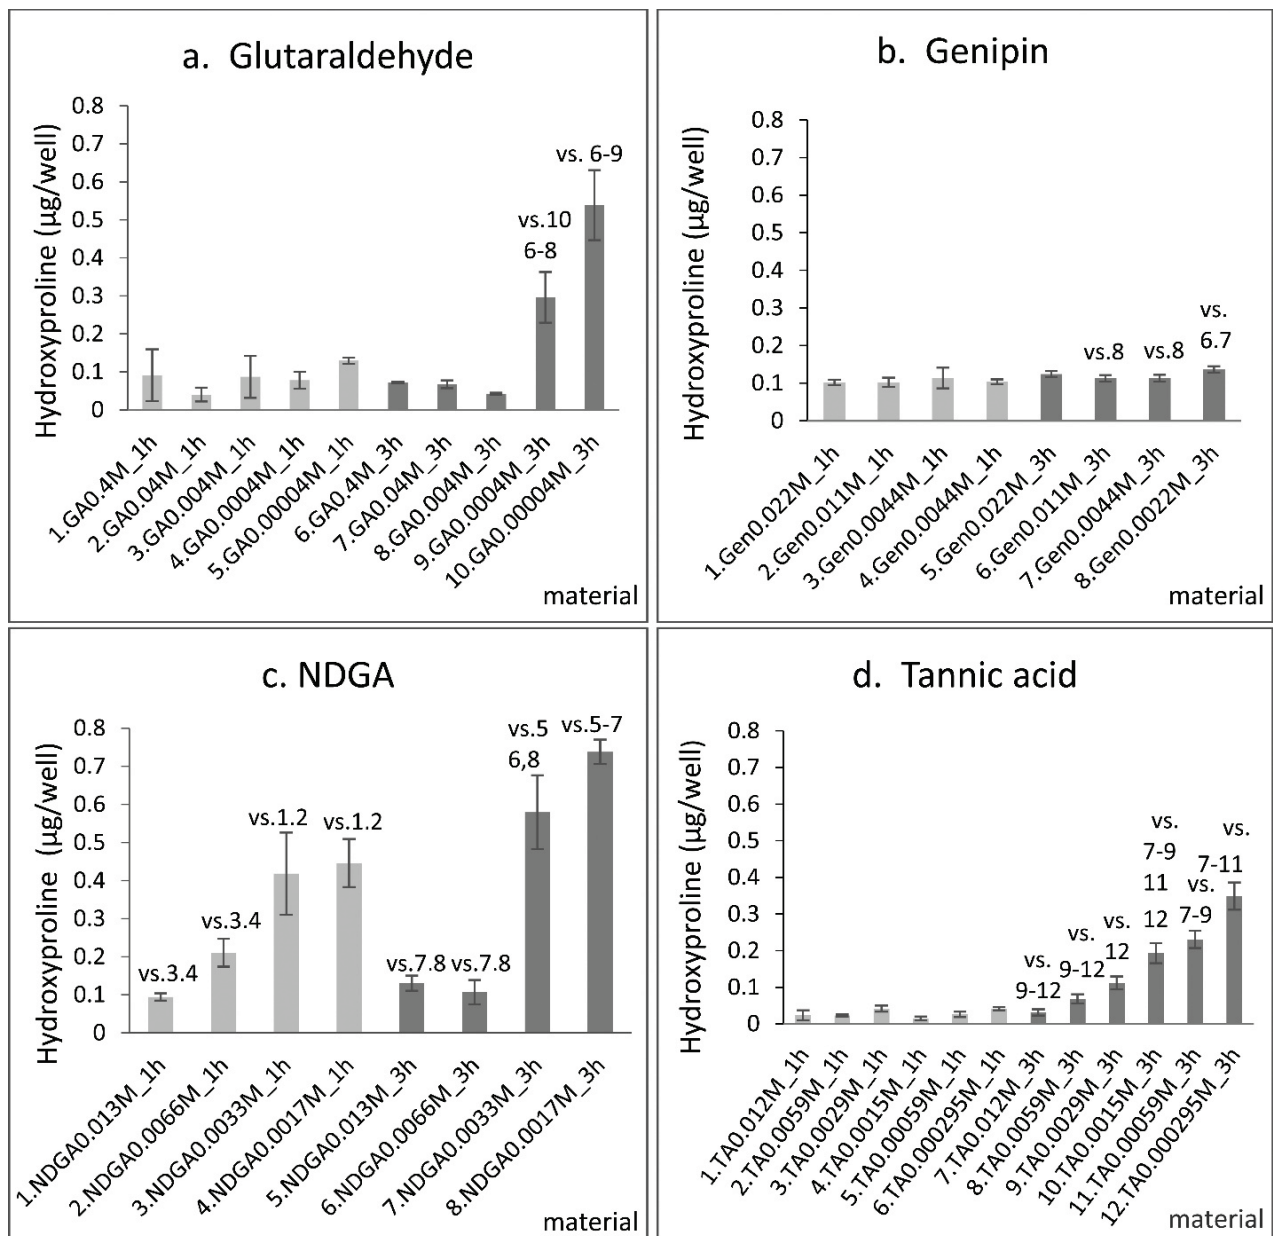 a. Glutaraldehyde
Hydroxyproline (µg/well)
0.8
0.7
0.6
0.5
0.4
0.3
0.2
0.1
0
vs.10
6-8
vs. 6-9
1.GA0.4M_1h
2.GA0.04M_1h
3.GA0.004M_1h
4.GA0.0004M_1h
5.GA0.00004M_1h
6.GA0.4M_3h
7.GA0.04M_3h
8.GA0.004M_3h
9.GA0.0004M_3h
10.GA0.00004M_3h
material
b. Genipin
Hydroxyproline (µg/well)
0.8
0.7
0.6
0.5
0.4
0.3
0.2
0.1
0
vs.8
vs.8
vs.
6.7
1.Gen0.022M_1h
2.Gen0.011M_1h
3.Gen0.0044M_1h
4.Gen0.0044M_1h
5.Gen0.022M_3h
6.Gen0.011M_3h
7.Gen0.0044M_3h
8.Gen0.0022M_3h
material
c. NDGA
Hydroxyproline (µg/well)
0.8
0.7
0.6
0.5
0.4
0.3
0.2
0.1
0
vs.3.4
vs.3.4
vs.1.2
vs.1.2
vs.7.8
vs.7.8
vs.5
6,8
vs.5-7
1.NDGA0.013M_1h
2.NDGA0.0066M_1h
3.NDGA0.0033M_1h
4.NDGA0.0017M_1h
5.NDGA0.013M_3h
6.NDGA0.0066M_3h
7.NDGA0.0033M_3h
8.NDGA0.0017M_3h
material
d. Tannic acid
Hydroxyproline (µg/well)
0.8
0.7
0.6
0.5
0.4
0.3
0.2
0.1
0
vs.
9-12
vs.
9-12
vs.
12
vs.
7-9
11
12
vs.
7-9
vs.
7-11
1.TA0.012M_1h
2.TA0.0059M_1h
3.TA0.0029M_1h
4.TA0.0015M_1h
5.TA0.00059M_1h
6.TA0.000295M_1h
7.TA0.012M_3h
8.TA0.0059M_3h
9.TA0.0029M_3h
10.TA0.0015M_3h
11.TA0.00059M_3h
12.TA0.000295M_3h
material